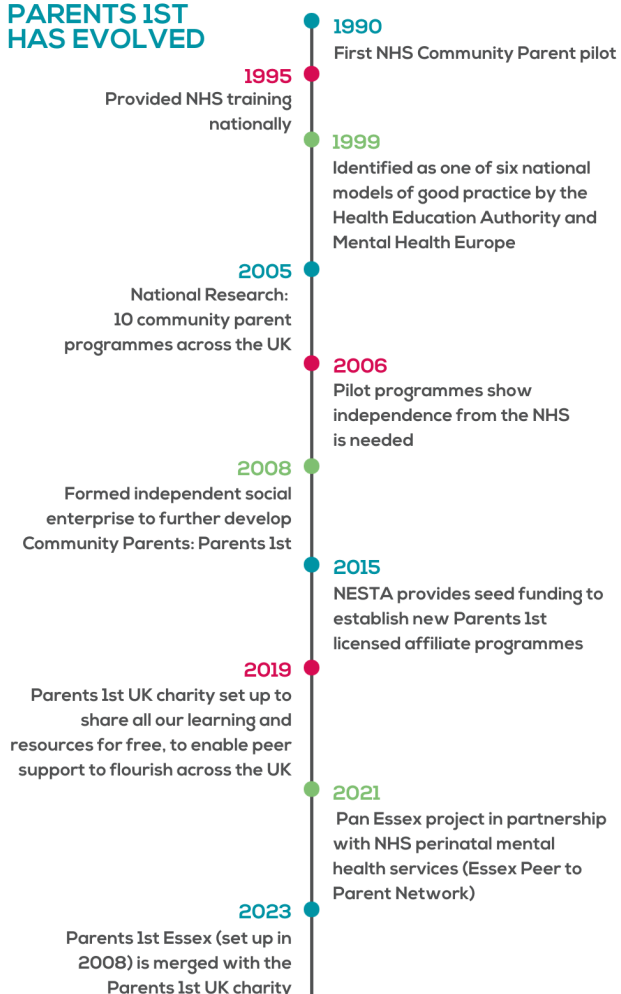 PARENTS 1ST
HAS EVOLVED
1990
First NHS Community Parent pilot
1995
Provided NHS training
nationally
1999
Identified as one of six national
models of good practice by the
Health Education Authority and
Mental Health Europe
2005
National Research:
10 community parent
programmes across the UK
2006
Pilot programmes show
independence from the NHS
is needed
2008
Formed independent social
enterprise to further develop
Community Parents: Parents 1st
2015
NESTA provides seed funding to
establish new Parents 1st
licensed affiliate programmes
2019
Parents 1st UK charity set up to
share all our learning and
resources for free, to enable peer
support to flourish across the UK
2021
Pan Essex project in partnership
with NHS perinatal mental
health services (Essex Peer to
Parent Network)
2023
Parents 1st Essex (set up in
2008) is merged with the
Parents 1st UK charity